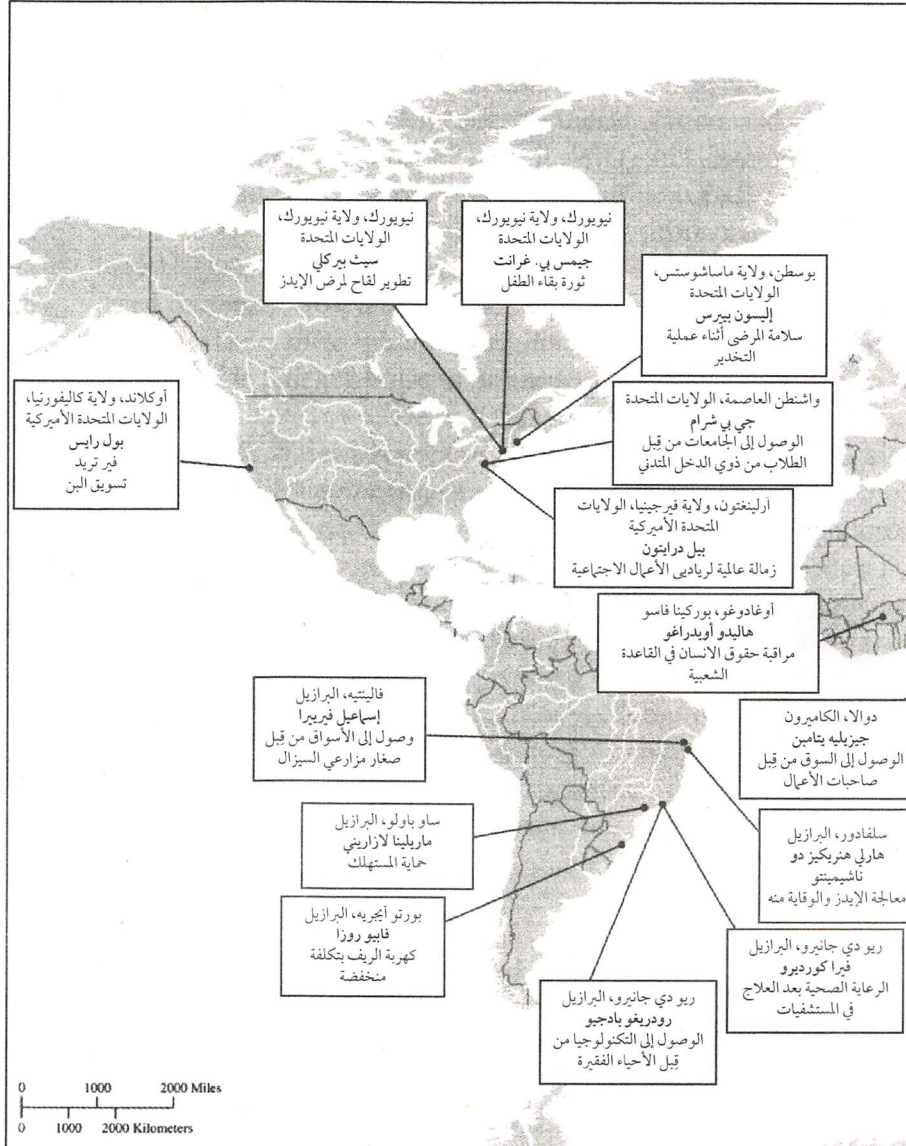 نيويورك، ولاية نيويورك،
الولايات المتحدة
سيث بيركلي
تطوير لقاح لمرض الإيدز
نيويورك، ولاية نيويورك،
الولايات المتحدة
جيمس بي. غرانت
ثورة بقاء الطفل
بوسطن، ولاية ماساشوستس،
الولايات المتحدة
إليسون بييرس
سلامة المرضى أثناء عملية
التخدير
أوكلاند، ولاية كاليفورنيا،
الولايات المتحدة الأميركية
بول رايس
فير تريد
تسويق البن
واشنطن العاصمة، الولايات المتحدة
جي بي شرام
الوصول إلى الجامعات من قِبل
الطلاب من ذوي الدخل المتدني
أرلينغتون، ولاية فيرجينيا، الولايات
المتحدة الأميركية
بيل درايتون
زمالة عالمية لرياديي الأعمال الاجتماعية
أوغادوغو، بوركينا فاسو
هاليدو أويدراغو
مراقبة حقوق الانسان في القاعدة
الشعبية
فالينتيه، البرازيل
إسماعيل فيريرا
وصول إلى الأسواق من قِبل
صغار مزارعي السيزال
دوالا، الكاميرون
جيزيليه يتامبن
الوصول إلى السوق من قِبل
صاحبات الأعمال
ساو باولو، البرازيل
ماريلينا لازاريني
حماية المستهلك
سلفادور، البرازيل
هارلي هنريكيز دو
ناشيمينتو
معالجة الإيدز والوقاية منه
بورتو آيجريه، البرازيل
فابيو روزا
كهربة الريف بتكلفة
منخفضة
ريو دي جانيرو، البرازيل
فيرا كورديرو
الرعاية الصحية بعد العلاج
في المستشفيات
ريو دي جانيرو، البرازيل
رودريغو بادجيو
الوصول إلى التكنولوجيا من
قِبل الأحياء الفقيرة
0 1000 2000 Miles
0 1000 2000 Kilometers